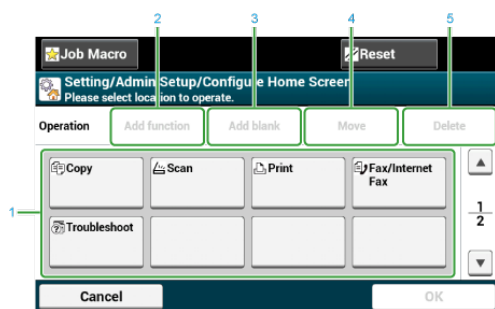 2
3
4
5
Job Macro
Reset
Setting/Admin Setup/Configure Home Screen
Please select location to operate.
Operation
Add function
Add blank
Move
Delete
Copy
Scan
Print
Fax/Internet
Fax
1
1
2
Troubleshoot
Cancel
OK